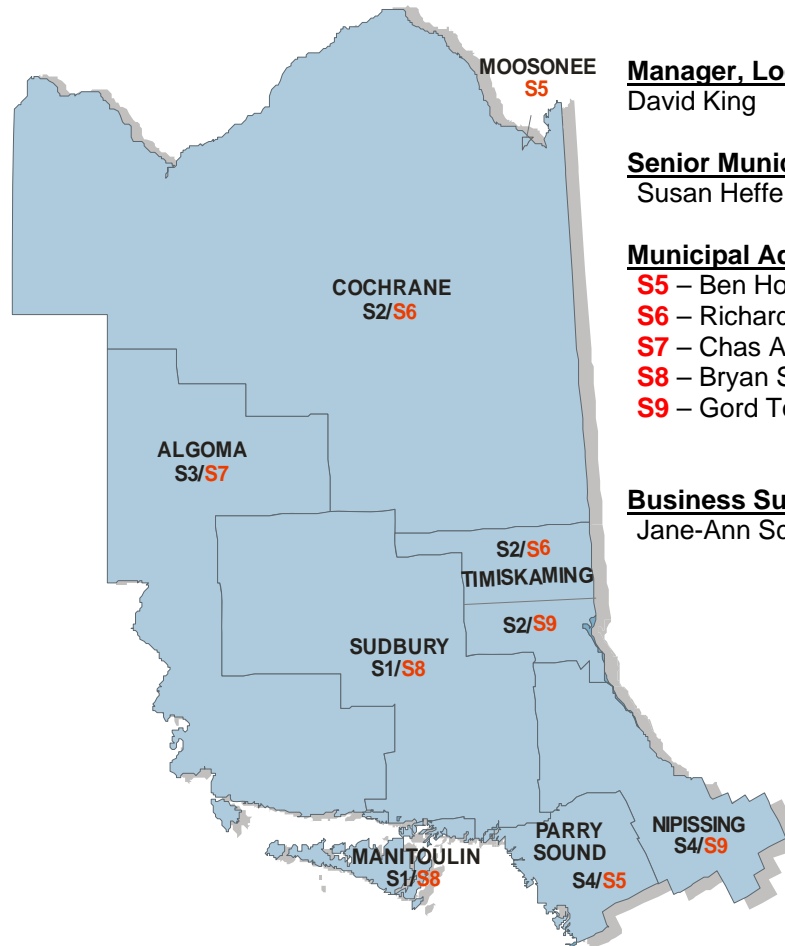 MOOSONEE
S5
COCHRANE
S2/S6
ALGOMA
S3/S7
S2/S6
TIMISKAMING
S2/S9
SUDBURY
S1/S8
MANITOULIN
S1/S8
PARRY
SOUND
S4/S5
NIPISSING
S4/S9
Manager, Lo
David King
Senior Munic
Susan Heffe
Municipal Ad
S5 – Ben Ho
S6 – Richard
S7 – Chas A
S8 – Bryan S
S9 – Gord Te
Business Su
Jane-Ann Sc